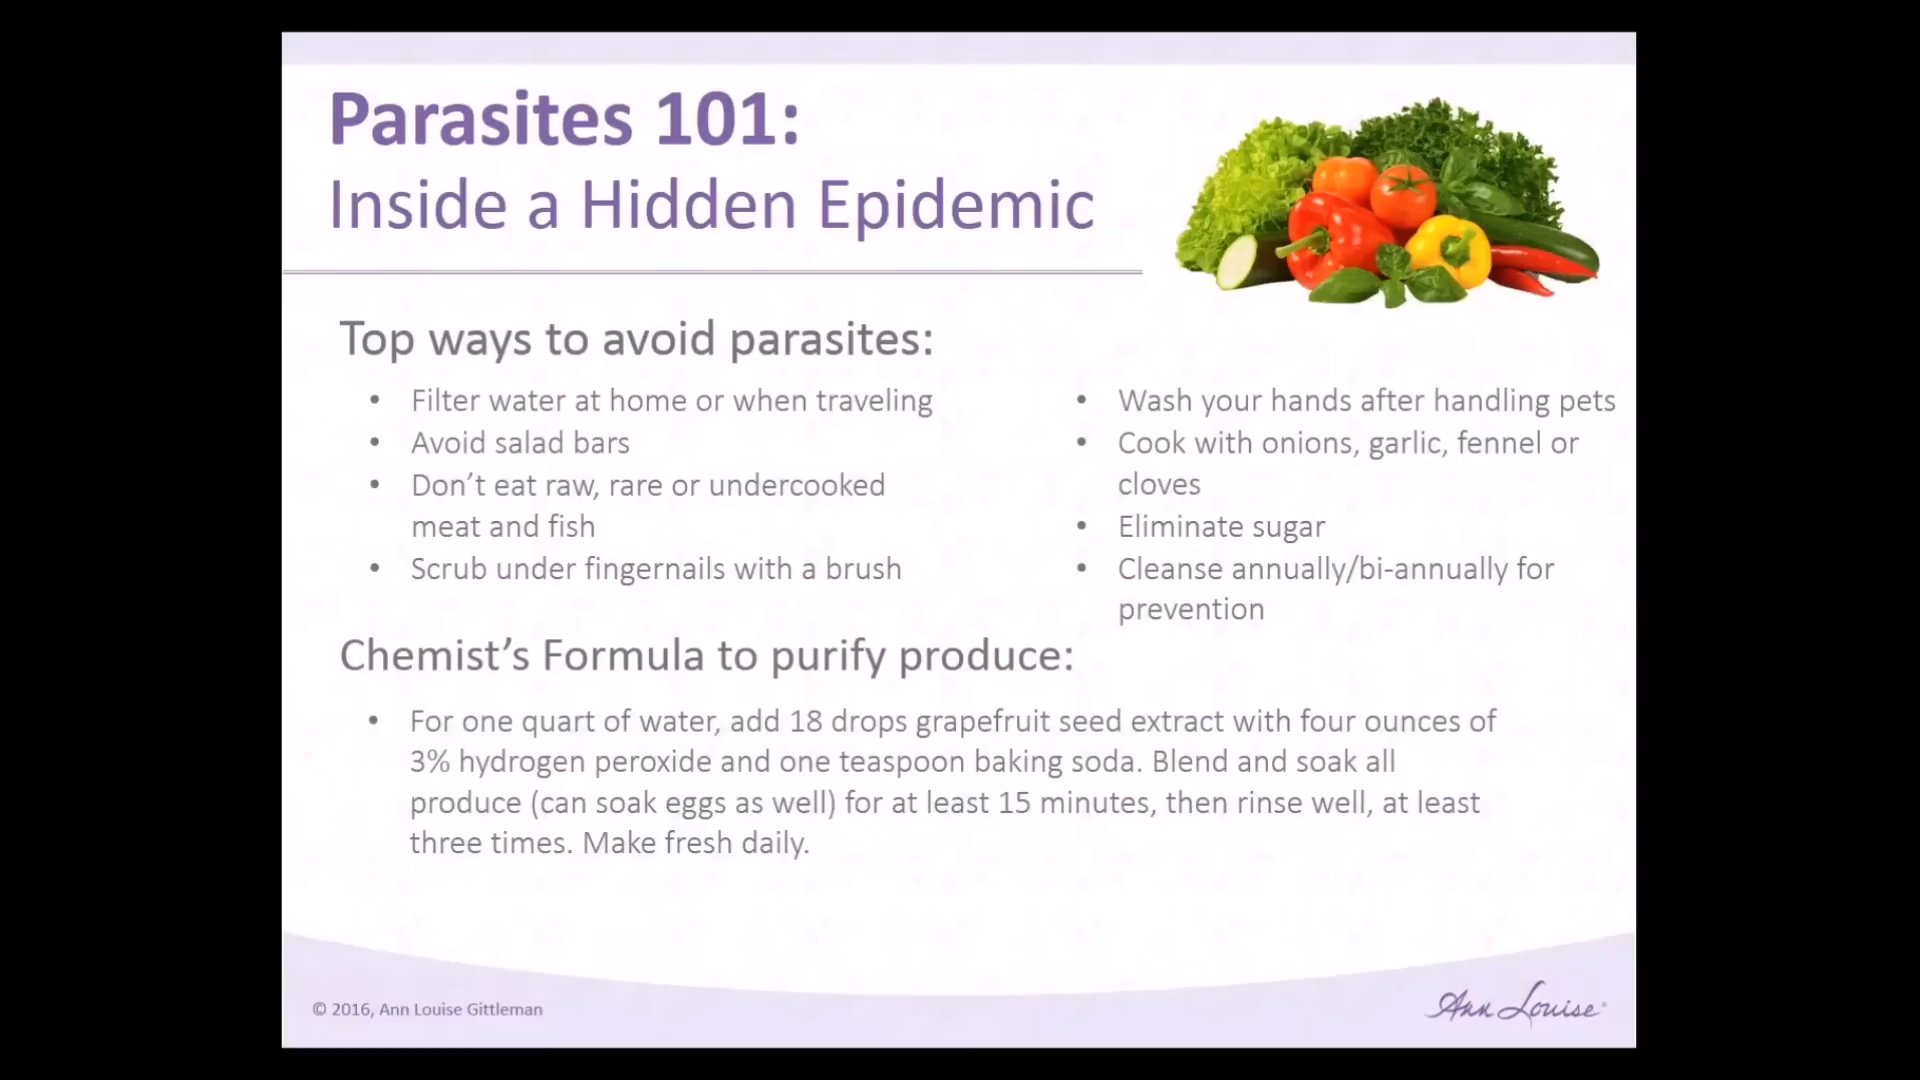 Parasites 101:
Inside a Hidden Epidemic
Top ways to avoid parasites:
• Filter water at home or when traveling
• Avoid salad bars
• Don’t eat raw, rare or undercooked
meat and fish
• Scrub under fingernails with a brush
• Wash your hands after handling pets
• Cook with onions, garlic, fennel or
cloves
• Eliminate sugar
• Cleanse annually/bi-annually for
prevention
Chemist’s Formula to purify produce:
• For one quart of water, add 18 drops grapefruit seed extract with four ounces of
3% hydrogen peroxide and one teaspoon baking soda. Blend and soak all
produce (can soak eggs as well) for at least 15 minutes, then rinse well, at least
three times. Make fresh daily.
© 2016, Ann Louise Gittleman
Ann Louise